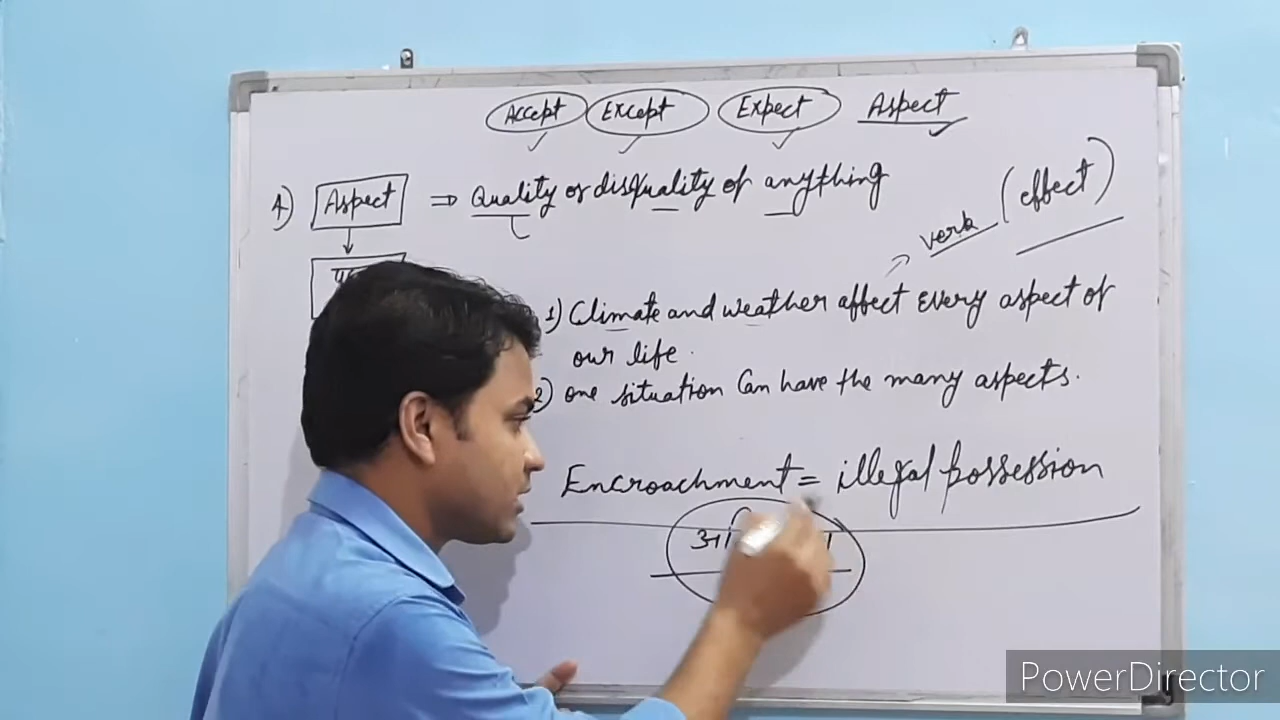 Accept Except Expect Aspect
4) Aspect ⇒ Quality or disquality of anything
verb (effect)
1) Climate and weather affect every aspect of
our life.
2) one situation can have the many aspects.
Encroachment = illegal possession
PowerDirector